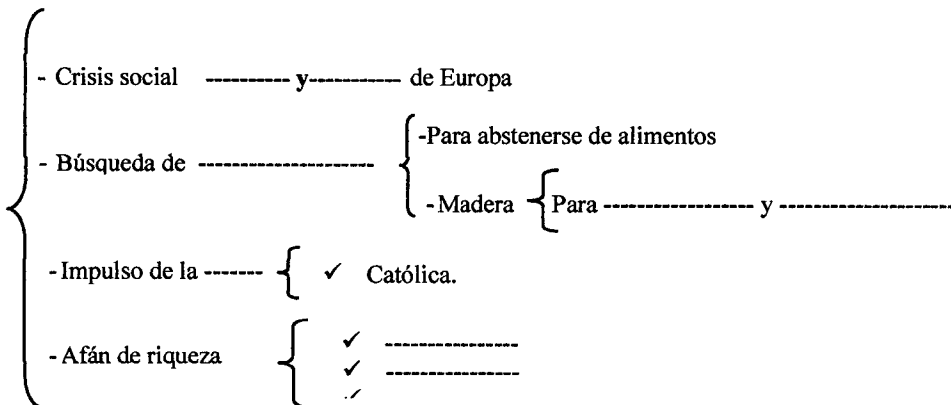 - Crisis social ---------- y---------- de Europa
-Para abstenerse de alimentos
- Búsqueda de -------------------
- Madera Para ---------------- y -------------------
-Impulso de la ------- ✓ Católica.
✓ ---------------
- Afán de riqueza
✓ ---------------
✓